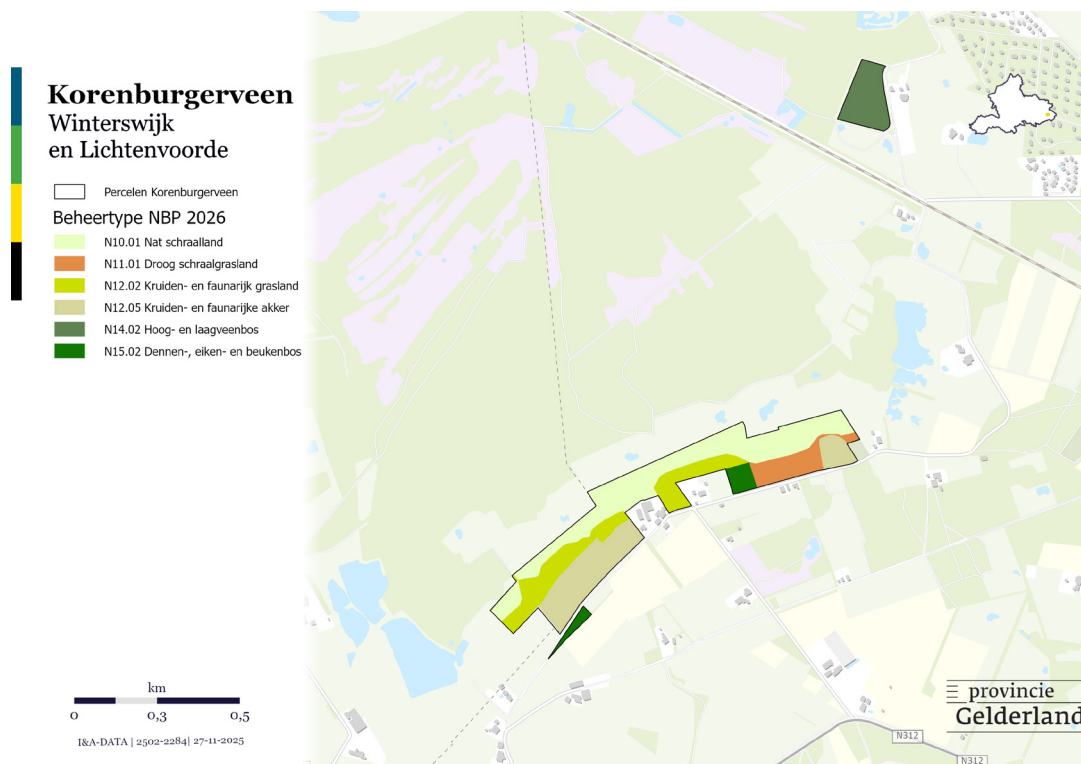 Korenburgerveen
Winterswijk
en Lichtenvoorde
Percelen Korenburgerveen
Beheertype NBP 2026
N10.01 Nat schraalland
N11.01 Droog schraalgrasland
N12.02 Kruiden- en faunarijk grasland
N12.05 Kruiden- en faunarijke akker
N14.02 Hoog- en laagveenbos
N15.02 Dennen-, eiken- en beukenbos
km
0 0,3 0,5
I&A-DATA | 2502-2284| 27-11-2025
provincie
Gelderland
N312
N312